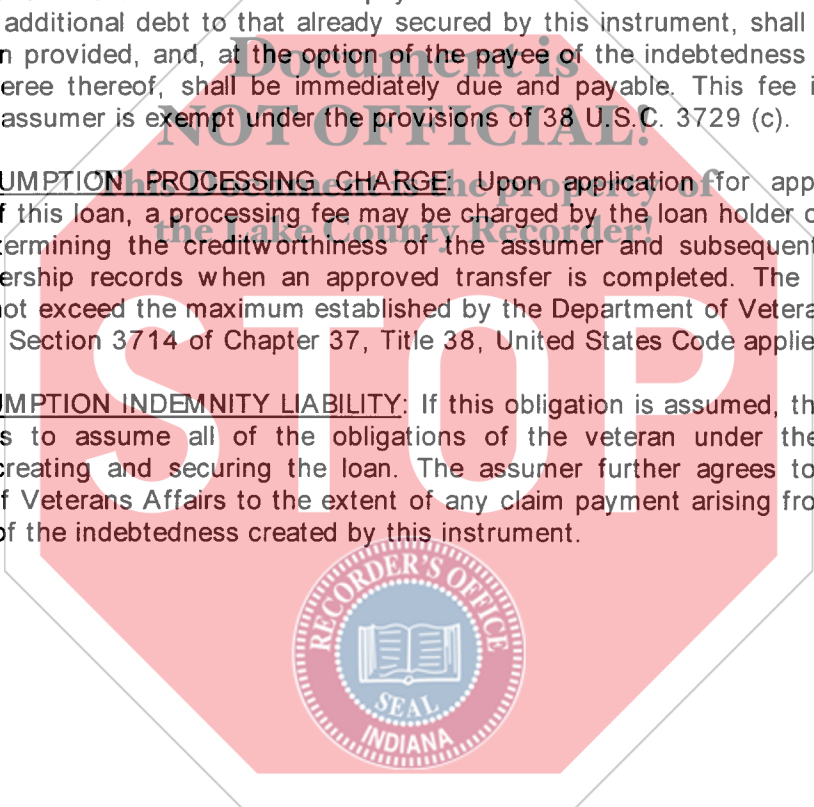 additional debt to that already secured by this instrument, shall
n provided, and, at the option of the payee of the indebtedness
Document is
eree thereof, shall be immediately due and payable. This fee i
assumer is exempt under the provisions of 38 U.S.C. 3729 (c).
NOT OFFICIAL!
UMPTION PROCESSING CHARGE: Upon application for app
This Document is the property of
f this loan, a processing fee may be charged by the loan holder o
the Lake County Recorder!
termining the creditworthiness of the assumer and subsequent
ership records when an approved transfer is completed. The
not exceed the maximum established by the Department of Vetera
Section 3714 of Chapter 37, Title 38, United States Code applie
STOP
UMPTION INDEMNITY LIABILITY: If this obligation is assumed, th
s to assume all of the obligations of the veteran under the
creating and securing the loan. The assumer further agrees to
f Veterans Affairs to the extent of any claim payment arising fro
of the indebtedness created by this instrument.
RECORDER'S OFFICE
SEAL
INDIANA